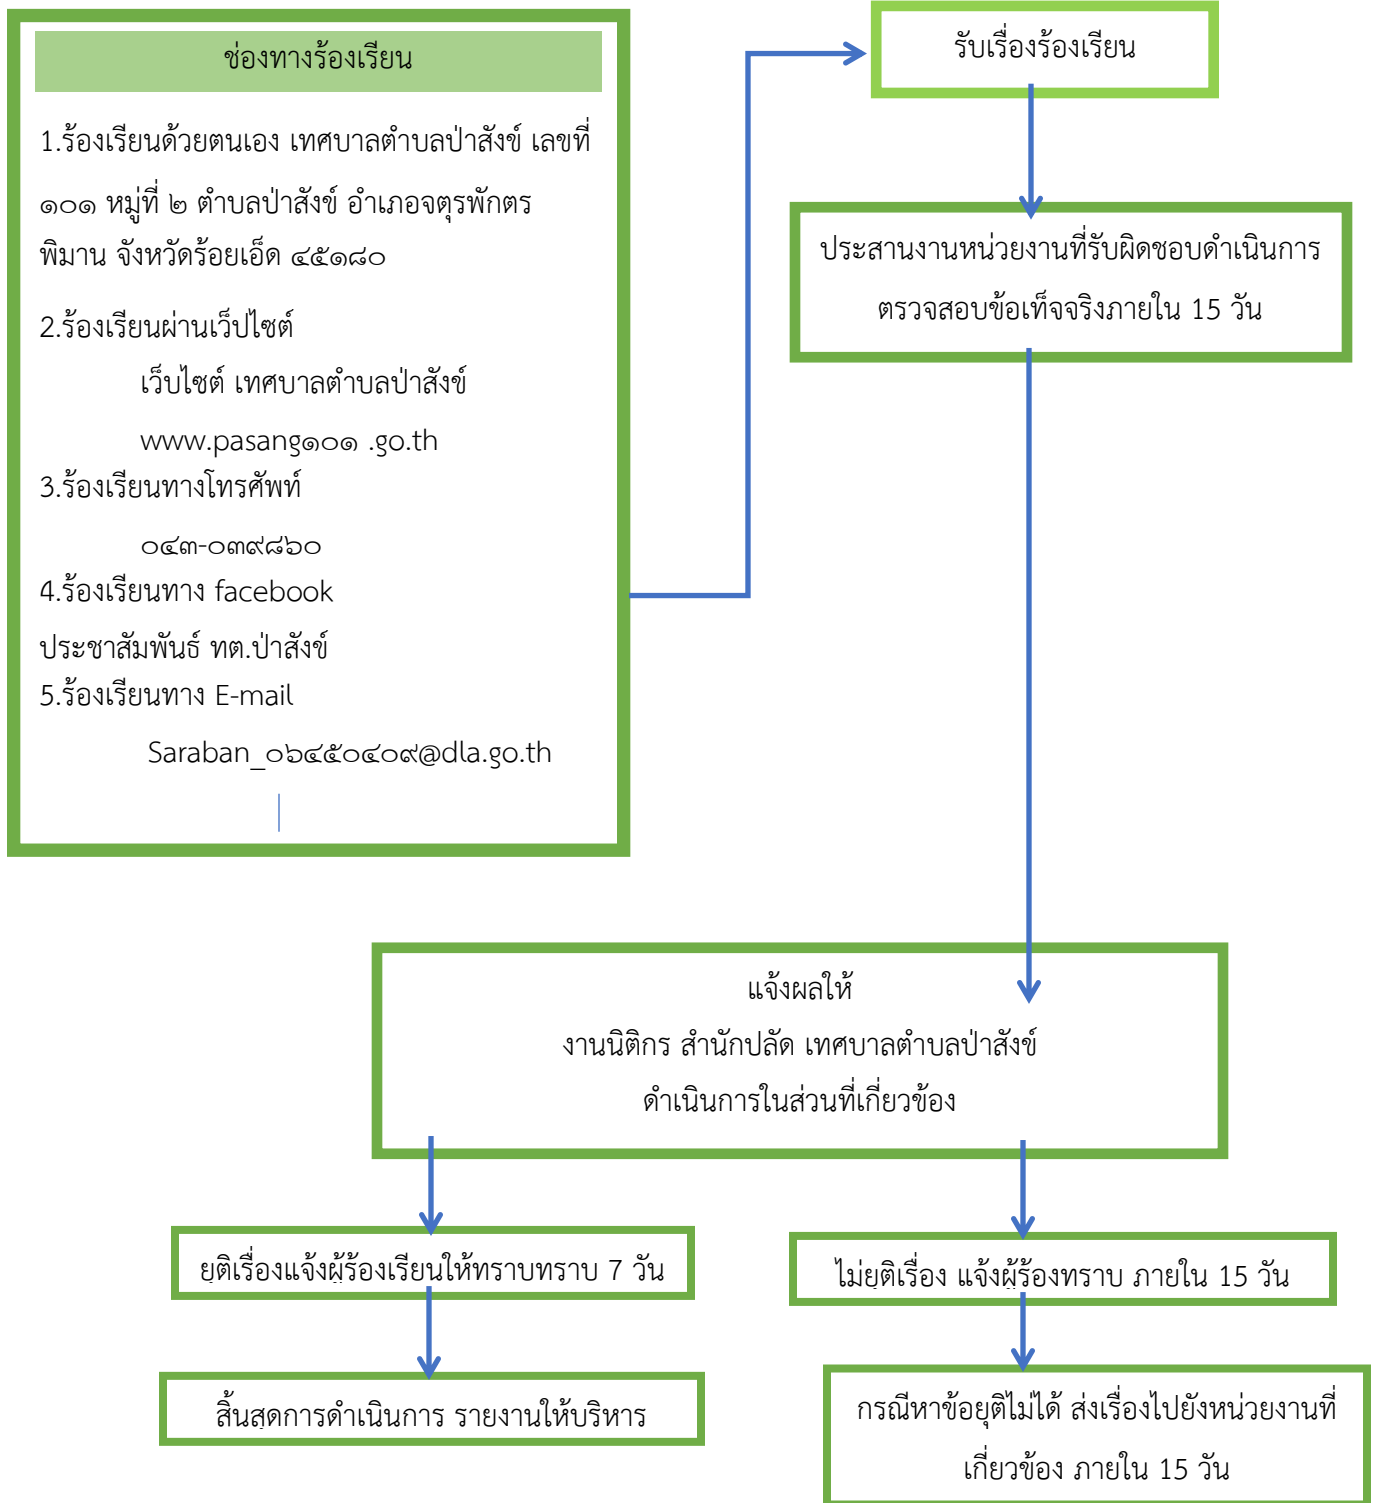 ช่องทางร้องเรียน
1.ร้องเรียนด้วยตนเอง เทศบาลตำบลป่าสังข์ เลขที่
๑๐๑ หมู่ที่ ๒ ตำบลป่าสังข์ อำเภอจตุรพักตร
พิมาน จังหวัดร้อยเอ็ด ๔๕๑๘๐
2.ร้องเรียนผ่านเว็ปไซต์
เว็บไซต์ เทศบาลตำบลป่าสังข์
www.pasang๑๐๑ .go.th
3.ร้องเรียนทางโทรศัพท์
๐๔๓-๐๓๙๘๖๐
4.ร้องเรียนทาง facebook
ประชาสัมพันธ์ ทต.ป่าสังข์
5.ร้องเรียนทาง E-mail
Saraban_๐๖๔๕๐๔๐๙@dla.go.th
รับเรื่องร้องเรียน
ประสานงานหน่วยงานที่รับผิดชอบดำเนินการ
ตรวจสอบข้อเท็จจริงภายใน 15 วัน
แจ้งผลให้
งานนิติกร สำนักปลัด เทศบาลตำบลป่าสังข์
ดำเนินการในส่วนที่เกี่ยวข้อง
ยุติเรื่องแจ้งผู้ร้องเรียนให้ทราบทราบ 7 วัน
ไม่ยุติเรื่อง แจ้งผู้ร้องทราบ ภายใน 15 วัน
สิ้นสุดการดำเนินการ รายงานให้บริหาร
กรณีหาข้อยุติไม่ได้ ส่งเรื่องไปยังหน่วยงานที่
เกี่ยวข้อง ภายใน 15 วัน